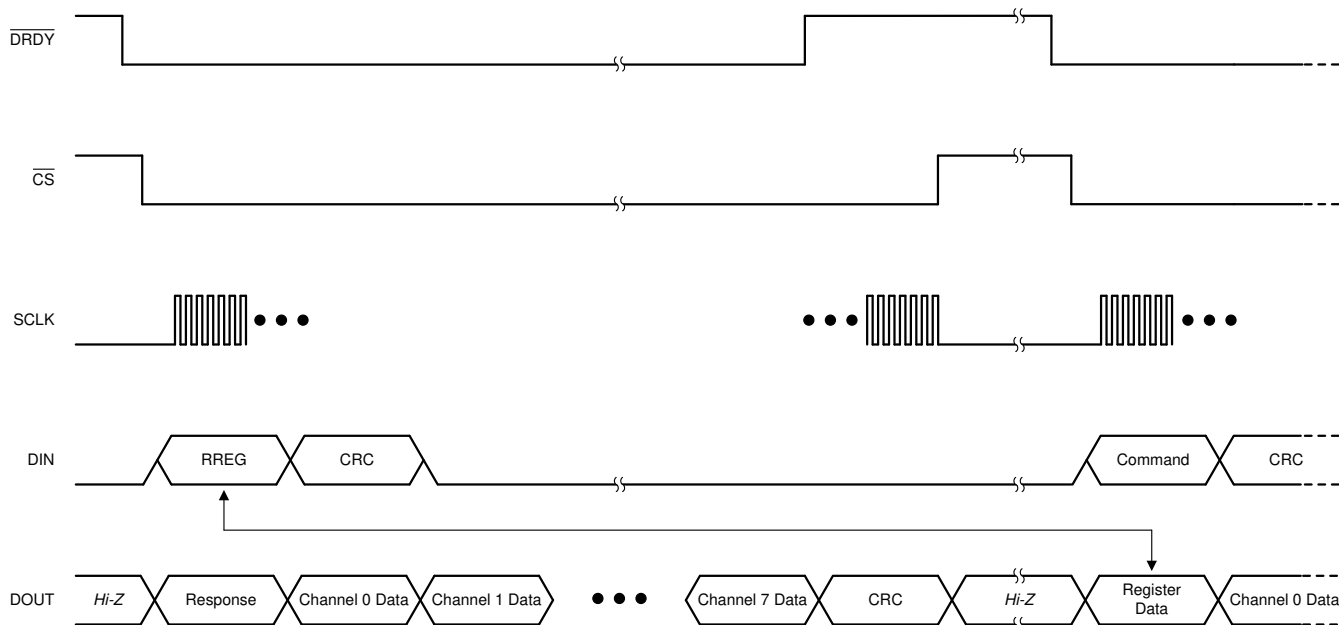 DRDY
CS
SCLK
DIN
RREG
CRC
Command
CRC
DOUT
Hi-Z
Response
Channel 0 Data
Channel 1 Data
Channel 7 Data
CRC
Hi-Z
Register
Data
Channel 0 Data